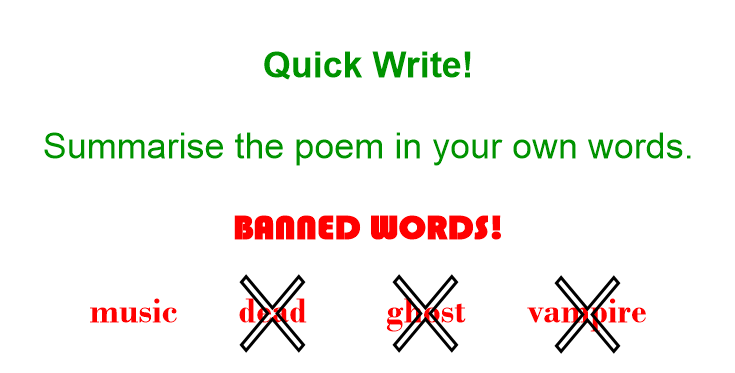 Quick Write!
Summarise the poem in your own words.
BANNED WORDS!
music dead ghost vampire